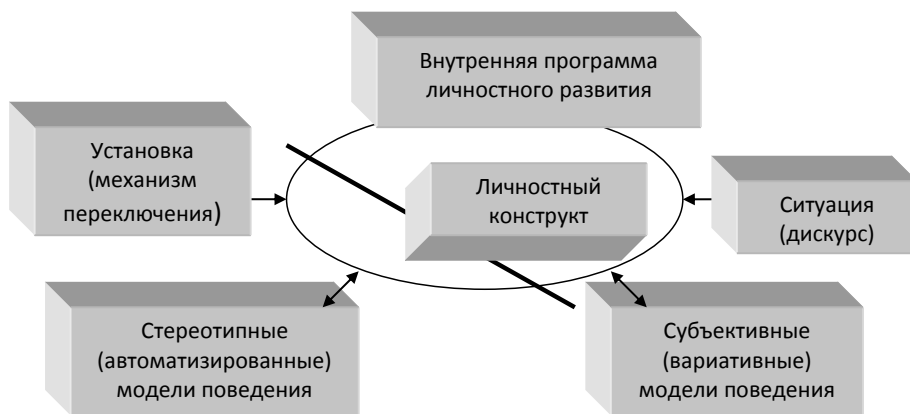 Внутренняя программа
личностного развития
Установка
(механизм
переключения)
Личностный
конструкт
Ситуация
(дискурс)
Стереотипные
(автоматизированные)
модели поведения
Субъективные
(вариативные)
модели поведения